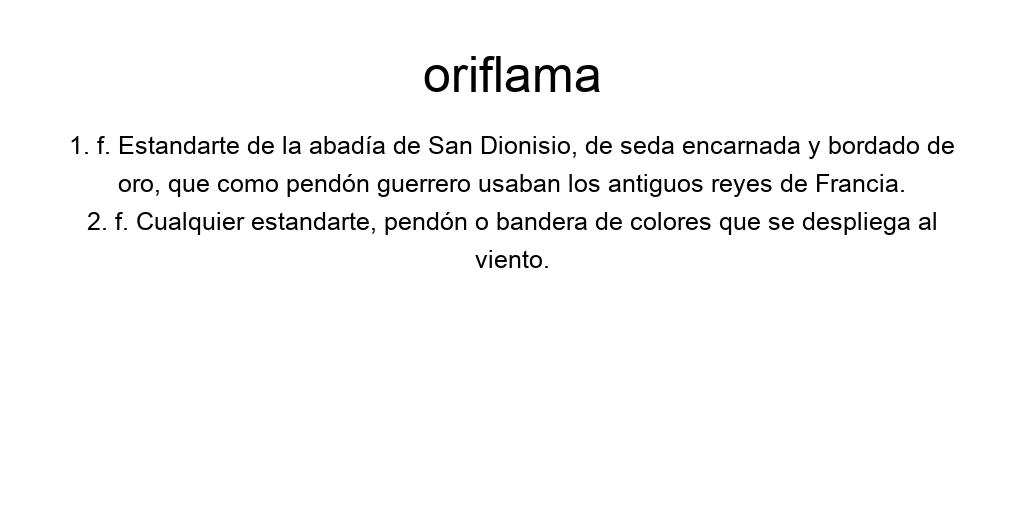 oriflama
1. f. Estandarte de la abadía de San Dionisio, de seda encarnada y bordado de
oro, que como pendón guerrero usaban los antiguos reyes de Francia.
2. f. Cualquier estandarte, pendón o bandera de colores que se despliega al
viento.